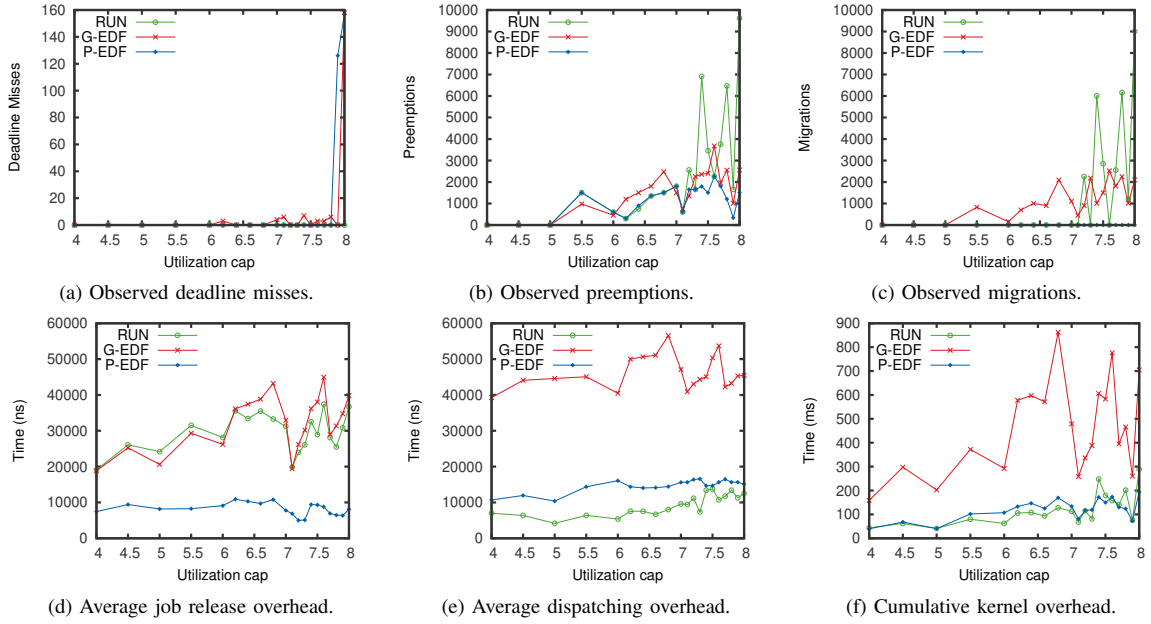 RUN
G-EDF
P-EDF
Deadline Misses
160
140
120
100
80
60
40
20
0
4 4.5 5 5.5 6 6.5 7 7.5 8
Utilization cap
(a) Observed deadline misses.
RUN
G-EDF
P-EDF
Preemptions
10000
9000
8000
7000
6000
5000
4000
3000
2000
1000
0
4 4.5 5 5.5 6 6.5 7 7.5 8
Utilization cap
(b) Observed preemptions.
RUN
G-EDF
P-EDF
Migrations
10000
9000
8000
7000
6000
5000
4000
3000
2000
1000
0
4 4.5 5 5.5 6 6.5 7 7.5 8
Utilization cap
(c) Observed migrations.
RUN
G-EDF
P-EDF
Time (ns)
60000
50000
40000
30000
20000
10000
0
4 4.5 5 5.5 6 6.5 7 7.5 8
Utilization cap
(d) Average job release overhead.
RUN
G-EDF
P-EDF
Time (ns)
60000
50000
40000
30000
20000
10000
0
4 4.5 5 5.5 6 6.5 7 7.5 8
Utilization cap
(e) Average dispatching overhead.
RUN
G-EDF
P-EDF
Time (ms)
900
800
700
600
500
400
300
200
100
0
4 4.5 5 5.5 6 6.5 7 7.5 8
Utilization cap
(f) Cumulative kernel overhead.